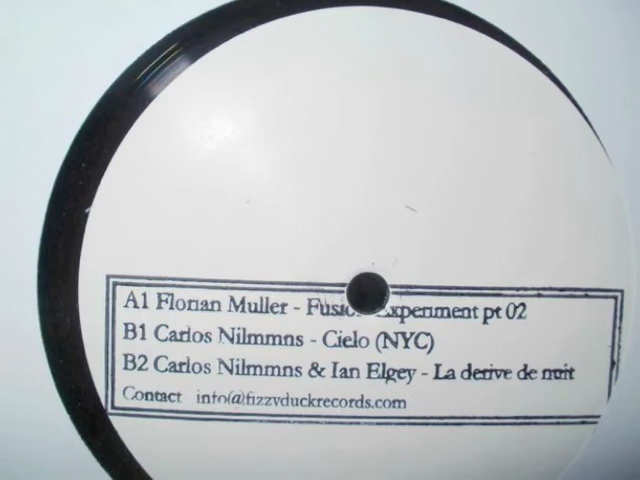 A1 Florian Muller - Fusion Experiment pt 02
B1 Carlos Nilmmns - Cielo (NYC)
B2 Carlos Nilmmns & Ian Elgey - La derive de nuit
Contact info@fizzyduckrecords.com